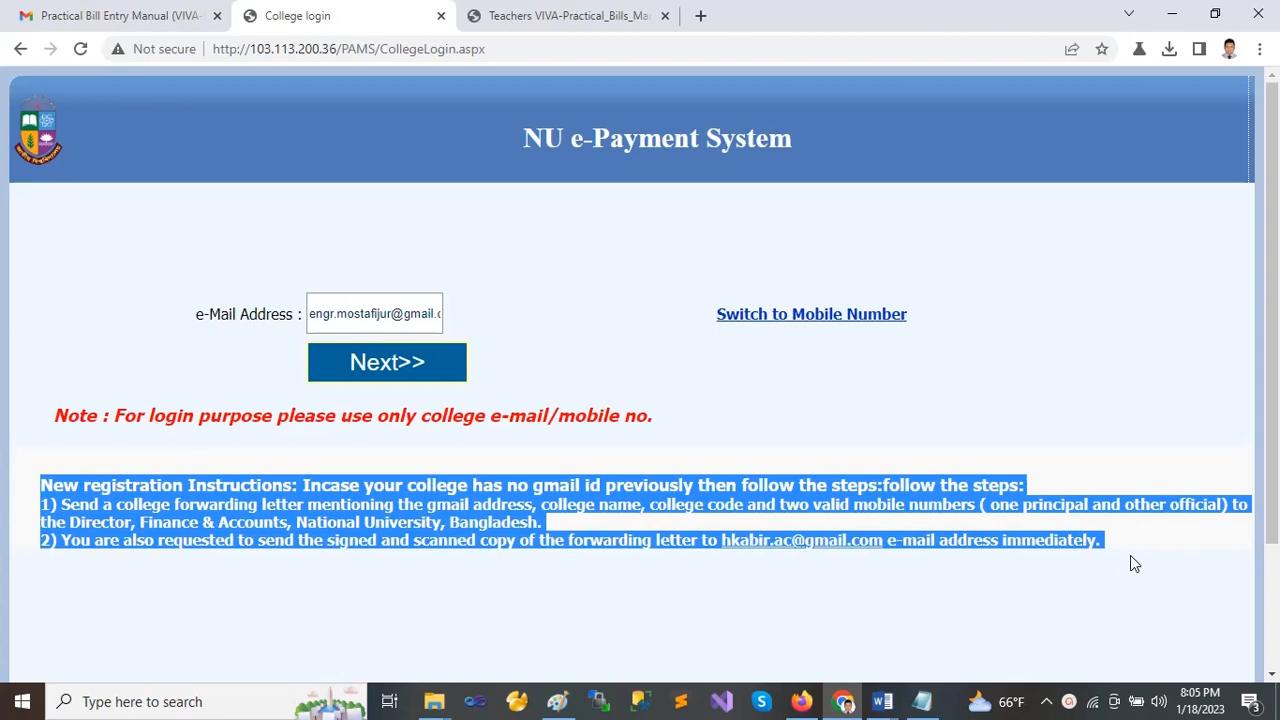 Practical Bill Entry Manual (VIVA-
College login
Teachers VIVA-Practical_Bills_Ma
Not secure
http://103.113.200.36/PAMS/CollegeLogin.aspx
NU e-Payment System
e-Mail Address :
engr.mostafijur@gmail.c
Switch to Mobile Number
Next>>
Note : For login purpose please use only college e-mail/mobile no.
New registration Instructions: Incase your college has no gmail id previously then follow the steps:follow the steps:
1) Send a college forwarding letter mentioning the gmail address, college name, college code and two valid mobile numbers ( one principal and other official) to
the Director, Finance & Accounts, National University, Bangladesh.
2) You are also requested to send the signed and scanned copy of the forwarding letter to hkabir.ac@gmail.com e-mail address immediately.
Type here to search
66°F
8:05 PM
1/18/2023
3